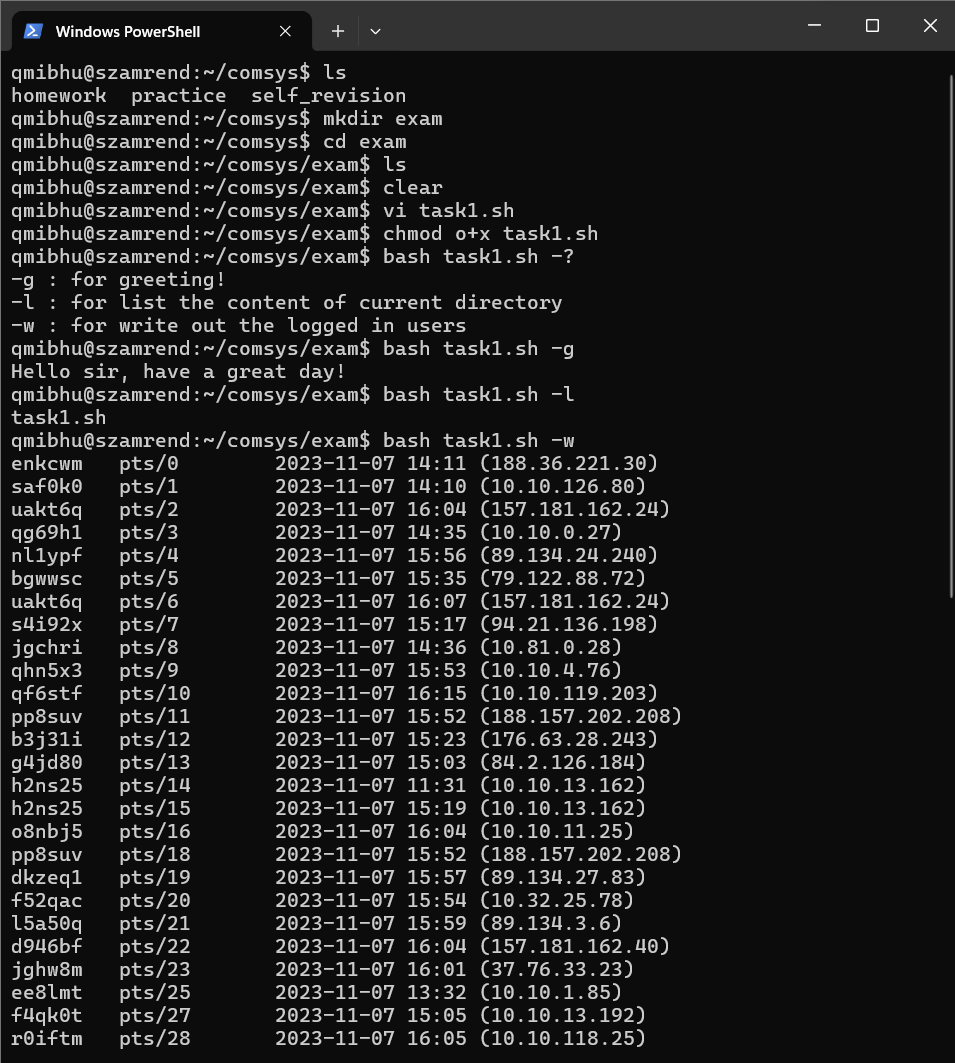 Windows PowerShell
qmibhu@szamrend:~/comsys$ ls
homework  practice  self_revision
qmibhu@szamrend:~/comsys$ mkdir exam
qmibhu@szamrend:~/comsys$ cd exam
qmibhu@szamrend:~/comsys/exam$ ls
qmibhu@szamrend:~/comsys/exam$ clear
qmibhu@szamrend:~/comsys/exam$ vi task1.sh
qmibhu@szamrend:~/comsys/exam$ chmod o+x task1.sh
qmibhu@szamrend:~/comsys/exam$ bash task1.sh -?
-g : for greeting!
-l : for list the content of current directory
-w : for write out the logged in users
qmibhu@szamrend:~/comsys/exam$ bash task1.sh -g
Hello sir, have a great day!
qmibhu@szamrend:~/comsys/exam$ bash task1.sh -l
task1.sh
qmibhu@szamrend:~/comsys/exam$ bash task1.sh -w
enkcwm   pts/0        2023-11-07 14:11 (188.36.221.30)
saf0k0   pts/1        2023-11-07 14:10 (10.10.126.80)
uakt6q   pts/2        2023-11-07 16:04 (157.181.162.24)
qg69h1   pts/3        2023-11-07 14:35 (10.10.0.27)
nl1ypf   pts/4        2023-11-07 15:56 (89.134.24.240)
bgwwsc   pts/5        2023-11-07 15:35 (79.122.88.72)
uakt6q   pts/6        2023-11-07 16:07 (157.181.162.24)
s4i92x   pts/7        2023-11-07 15:17 (94.21.136.198)
jgchri   pts/8        2023-11-07 14:36 (10.81.0.28)
qhn5x3   pts/9        2023-11-07 15:53 (10.10.4.76)
qf6stf   pts/10       2023-11-07 16:15 (10.10.119.203)
pp8suv   pts/11       2023-11-07 15:52 (188.157.202.208)
b3j31i   pts/12       2023-11-07 15:23 (176.63.28.243)
g4jd80   pts/13       2023-11-07 15:03 (84.2.126.184)
h2ns25   pts/14       2023-11-07 11:31 (10.10.13.162)
h2ns25   pts/15       2023-11-07 15:19 (10.10.13.162)
o8nbj5   pts/16       2023-11-07 16:04 (10.10.11.25)
pp8suv   pts/18       2023-11-07 15:52 (188.157.202.208)
dkzeq1   pts/19       2023-11-07 15:57 (89.134.27.83)
f52qac   pts/20       2023-11-07 15:54 (10.32.25.78)
l5a50q   pts/21       2023-11-07 15:59 (89.134.3.6)
d946bf   pts/22       2023-11-07 16:04 (157.181.162.40)
jghw8m   pts/23       2023-11-07 16:01 (37.76.33.23)
ee8lmt   pts/25       2023-11-07 13:32 (10.10.1.85)
f4qk0t   pts/27       2023-11-07 15:05 (10.10.13.192)
r0iftm   pts/28       2023-11-07 16:05 (10.10.118.25)